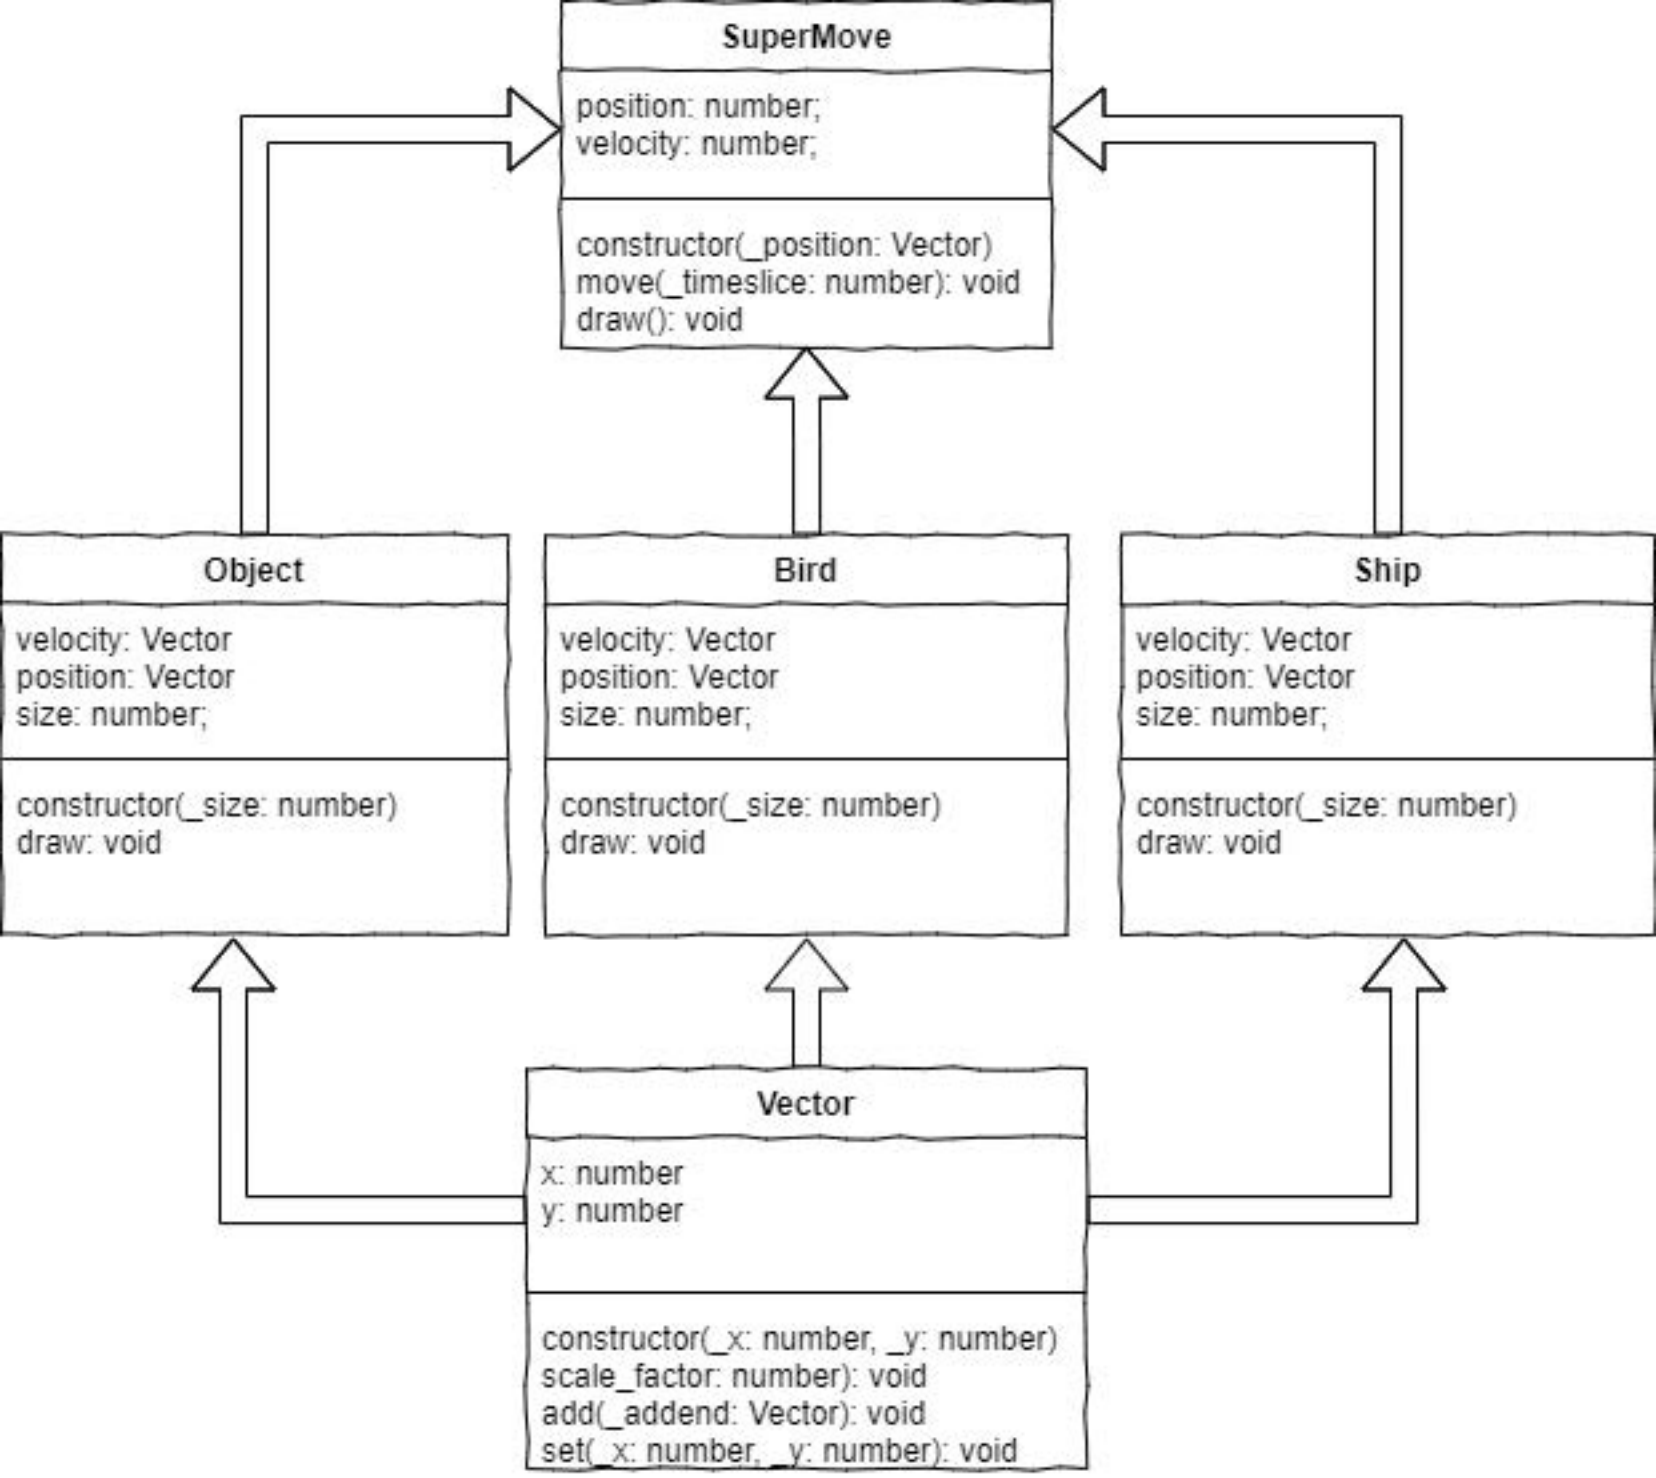 SuperMove
position: number;
velocity: number;
constructor(_position: Vector)
move(_timeslice: number): void
draw(): void
Object
velocity: Vector
position: Vector
size: number;
constructor(_size: number)
draw: void
Bird
velocity: Vector
position: Vector
size: number;
constructor(_size: number)
draw: void
Ship
velocity: Vector
position: Vector
size: number;
constructor(_size: number)
draw: void
Vector
x: number
y: number
constructor(_x: number, _y: number)
scale_factor: number): void
add(_addend: Vector): void
set(_x: number, _y: number): void